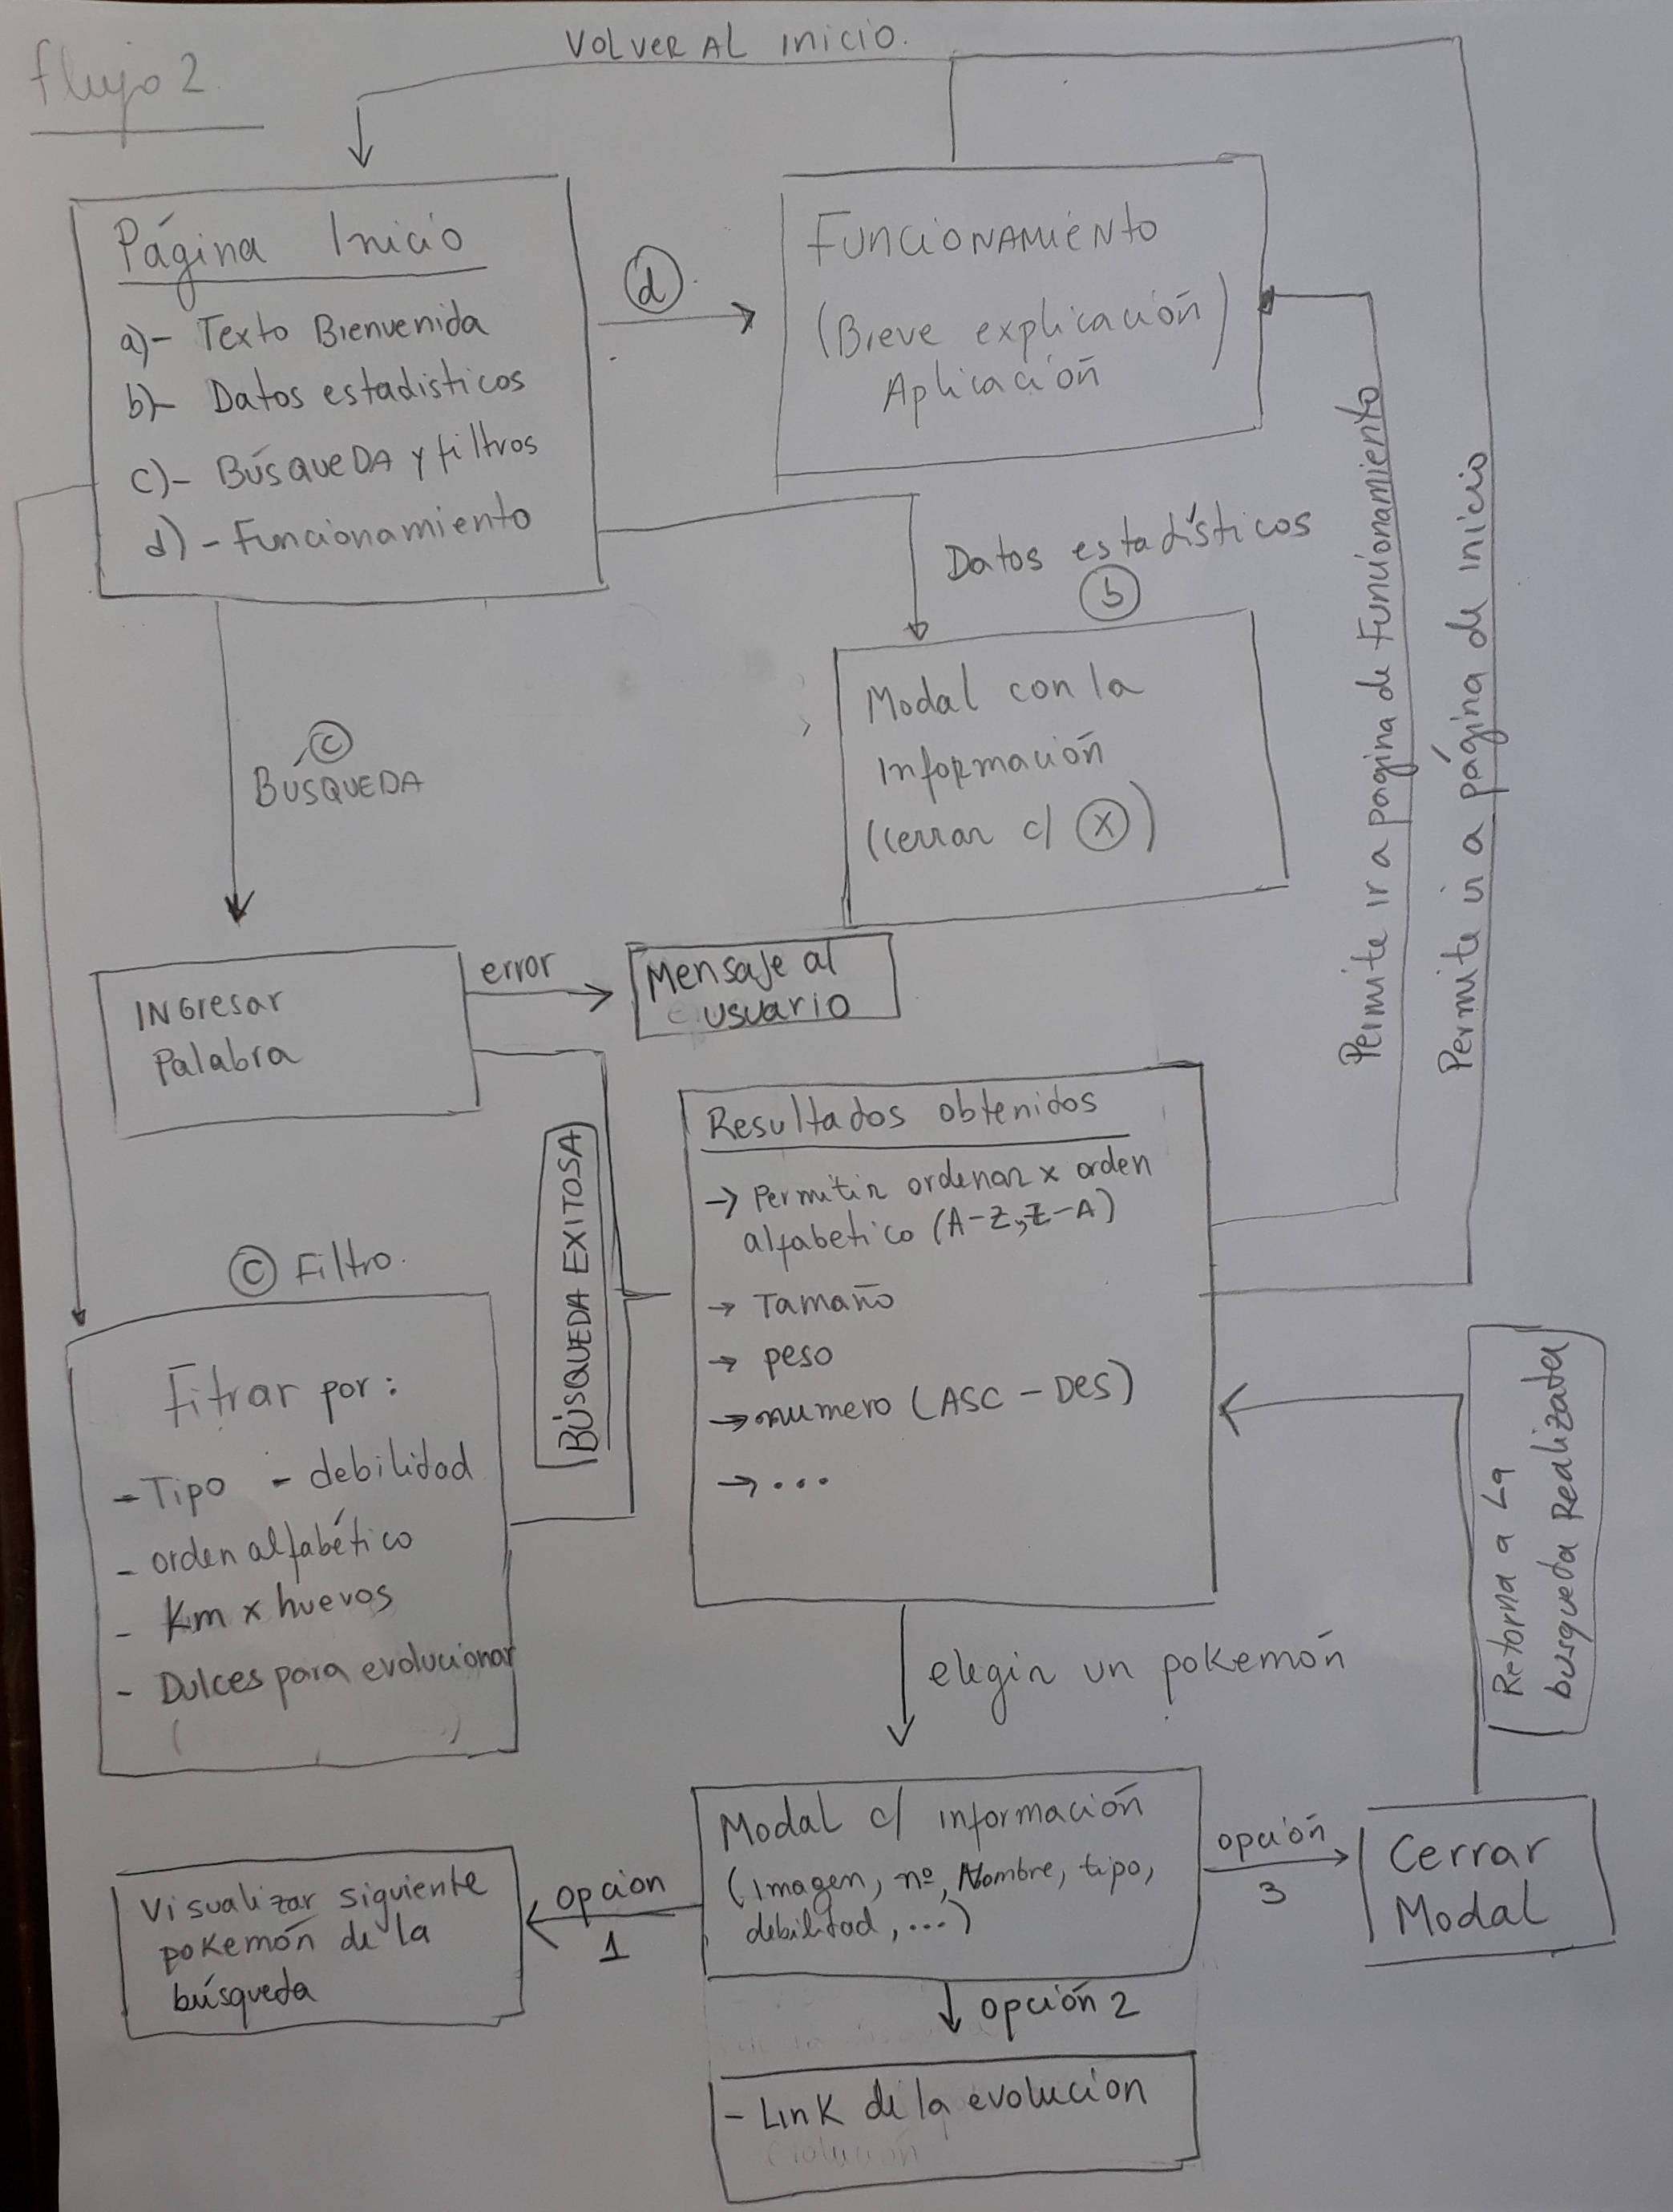 flujo 2.
VOLVER AL INICIO.
Página Inicio
a)- Texto Bienvenida
b)- Datos estadisticos
c)- BÚSQUEDA y filtros
d) - Funcionamiento
d
FUNCIONAMIENTO
(Breve explicación)
Aplicación
Datos estadísticos
b
Modal con la
Información
(cerrar c/ X)
C
BÚSQUEDA
INGresar
Palabra
error
Mensaje al
usuario
BÚSQUEDA EXITOSA
Resultados obtenidos
→ Permitir ordenar x orden
alfabetico (A-Z, Z-A)
→ Tamaño
→ peso
→ numero (ASC - DES)
→ ...
Permite ir a pagina de Funcionamiento
Permite ir a página de inicio
C Filtro.
Fitrar por:
- Tipo - debilidad
- orden alfabético
- Km x huevos
- Dulces para evolucionar
elegir un pokemón
Retorna a La
busqueda Realizada
Modal c/ información
(Imagen, nº, Nombre, tipo,
debilidad, ...)
opción
3
Cerrar
Modal
opcion
1
Visualizar siguiente
pokemón de la
búsqueda
opción 2
- Link de la evolucion